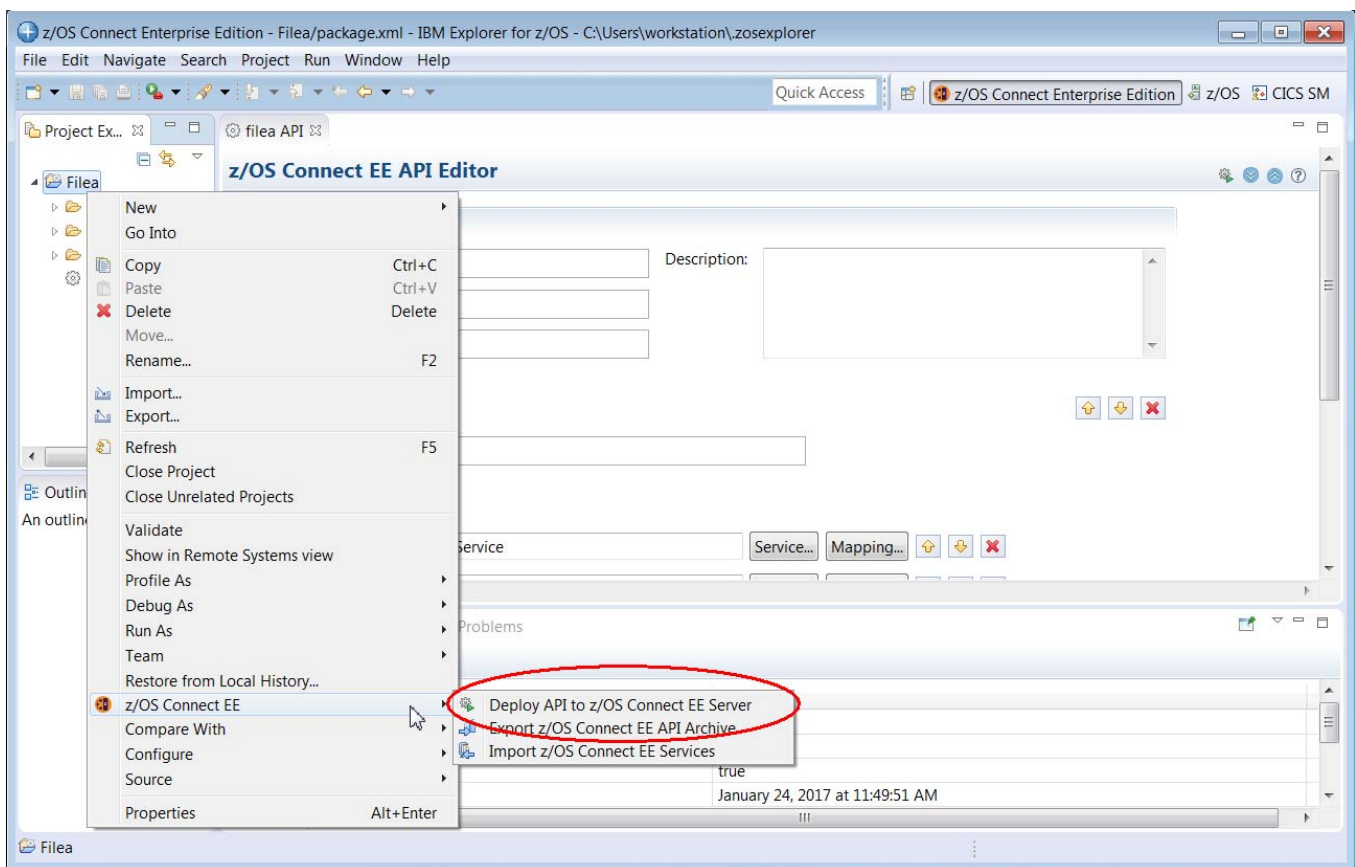 z/OS Connect Enterprise Edition - Filea/package.xml - IBM Explorer for z/OS - C:\Users\workstation\.zosexplorer
File Edit Navigate Search Project Run Window Help
Quick Access z/OS Connect Enterprise Edition z/OS CICS SM
Project Ex... filea API
z/OS Connect EE API Editor
Filea
New
Go Into
Description:
Copy Ctrl+C
Paste Ctrl+V
Delete Delete
Move...
Rename... F2
Import...
Export...
Refresh F5
Close Project
Outlin Close Unrelated Projects
An outlin
Validate
Service Service... Mapping...
Show in Remote Systems view
Profile As
Debug As
Run As Problems
Team
Restore from Local History...
z/OS Connect EE Deploy API to z/OS Connect EE Server
Compare With Export z/OS Connect EE API Archive
Configure Import z/OS Connect EE Services
Source true
January 24, 2017 at 11:49:51 AM
Properties Alt+Enter
Filea